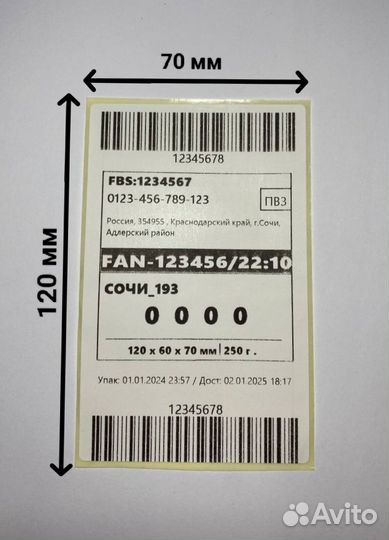 70 мм
120 мм
12345678
FBS:1234567
0123-456-789-123
ПВЗ
Россия, 354955 , Краснодарский край, г.Сочи,
Адлерский район
FAN-123456/22:10
СОЧИ_193
0 0 0 0
120 x 60 x 70 мм | 250 г .
Упак: 01.01.2024 23:57 / Дост: 02.01.2025 18:17
12345678
Avito